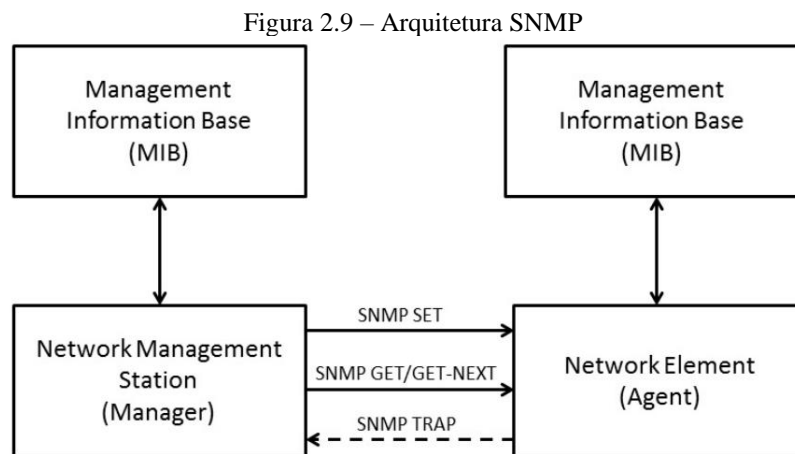 Figura 2.9 – Arquitetura SNMP
Management
Information Base
(MIB)
Management
Information Base
(MIB)
Network Management
Station
(Manager)
SNMP SET
SNMP GET/GET-NEXT
SNMP TRAP
Network Element
(Agent)